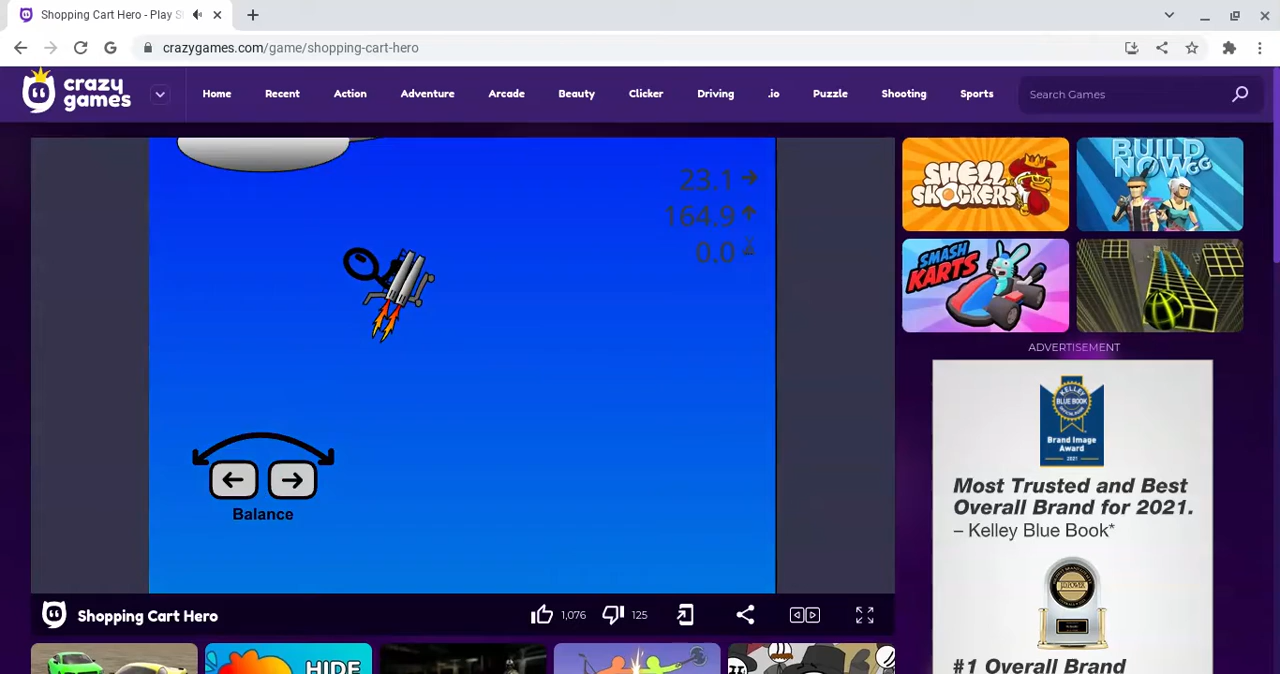 Shopping Cart Hero - Play S
crazygames.com/game/shopping-cart-hero
crazy
games
Home
Recent
Action
Adventure
Arcade
Beauty
Clicker
Driving
.io
Puzzle
Shooting
Sports
Search Games
23.1
164.9
0.0
Balance
SHELL
SHOCKERS
BUILD
NOW GG
SMASH
KARTS
ADVERTISEMENT
KELLEY
BLUE BOOK
Brand Image
Award
2021
Most Trusted and Best
Overall Brand for 2021.
– Kelley Blue Book*
#1 Overall Brand
Shopping Cart Hero
1,076
125
HIDE